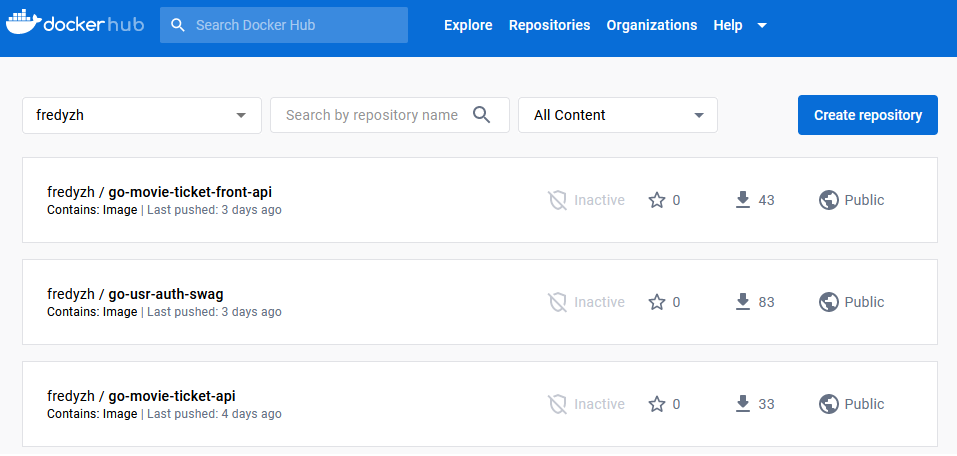 dockerhub Search Docker Hub Explore Repositories Organizations Help
fredyzh Search by repository name All Content Create repository
fredyzh / go-movie-ticket-front-api
Contains: Image | Last pushed: 3 days ago
Inactive 0 43 Public
fredyzh / go-usr-auth-swag
Contains: Image | Last pushed: 3 days ago
Inactive 0 83 Public
fredyzh / go-movie-ticket-api
Contains: Image | Last pushed: 4 days ago
Inactive 0 33 Public